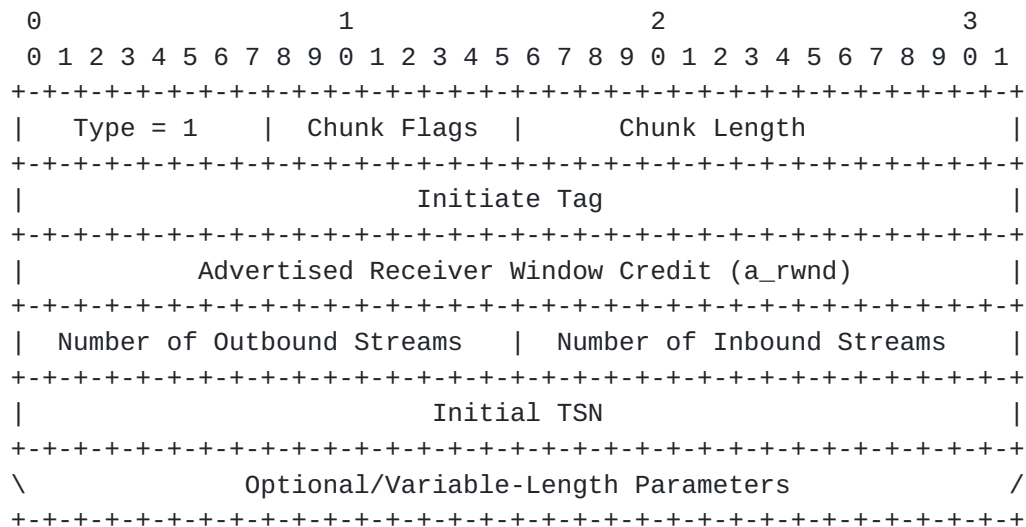 0                   1                   2                   3
 0 1 2 3 4 5 6 7 8 9 0 1 2 3 4 5 6 7 8 9 0 1 2 3 4 5 6 7 8 9 0 1
+-+-+-+-+-+-+-+-+-+-+-+-+-+-+-+-+-+-+-+-+-+-+-+-+-+-+-+-+-+-+-+-+
|   Type = 1    |  Chunk Flags  |      Chunk Length             |
+-+-+-+-+-+-+-+-+-+-+-+-+-+-+-+-+-+-+-+-+-+-+-+-+-+-+-+-+-+-+-+-+
|                         Initiate Tag                          |
+-+-+-+-+-+-+-+-+-+-+-+-+-+-+-+-+-+-+-+-+-+-+-+-+-+-+-+-+-+-+-+-+
|           Advertised Receiver Window Credit (a_rwnd)          |
+-+-+-+-+-+-+-+-+-+-+-+-+-+-+-+-+-+-+-+-+-+-+-+-+-+-+-+-+-+-+-+-+
|  Number of Outbound Streams   |  Number of Inbound Streams    |
+-+-+-+-+-+-+-+-+-+-+-+-+-+-+-+-+-+-+-+-+-+-+-+-+-+-+-+-+-+-+-+-+
|                          Initial TSN                          |
+-+-+-+-+-+-+-+-+-+-+-+-+-+-+-+-+-+-+-+-+-+-+-+-+-+-+-+-+-+-+-+-+
\              Optional/Variable-Length Parameters              /
+-+-+-+-+-+-+-+-+-+-+-+-+-+-+-+-+-+-+-+-+-+-+-+-+-+-+-+-+-+-+-+-+